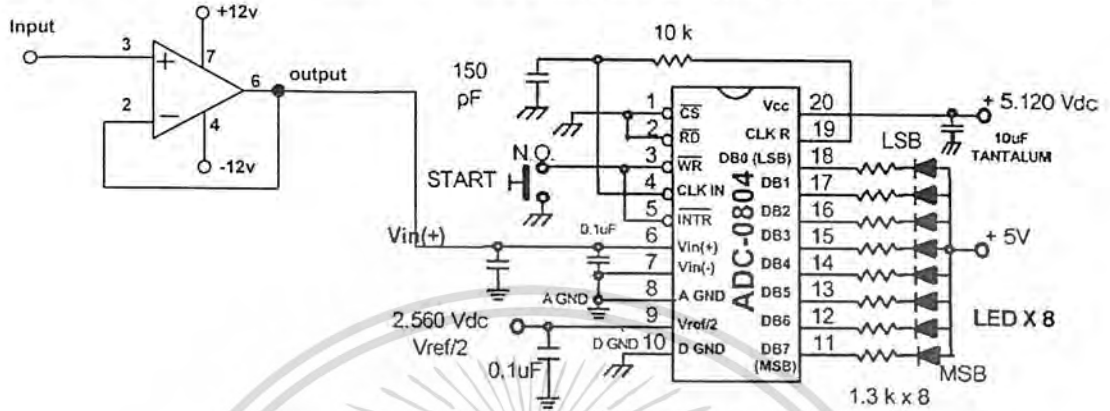 Input
+12v
3
+
7
6
output
2
−
4
-12v
10 k
150
pF
1
CS
2
RD
N.O.
3
WR
START
4
CLK IN
5
INTR
0.1uF
Vin(+)
6
Vin(+)
7
Vin(-)
A GND
8
A GND
2.560 Vdc
9
Vref/2
Vref/2
D GND
10
D GND
0.1uF
ADC-0804
Vcc
20
+ 5.120 Vdc
CLK R
19
10uF
TANTALUM
DB0 (LSB)
18
LSB
DB1
17
DB2
16
DB3
15
+ 5V
DB4
14
DB5
13
LED X 8
DB6
12
DB7
(MSB)
11
MSB
1.3 k x 8